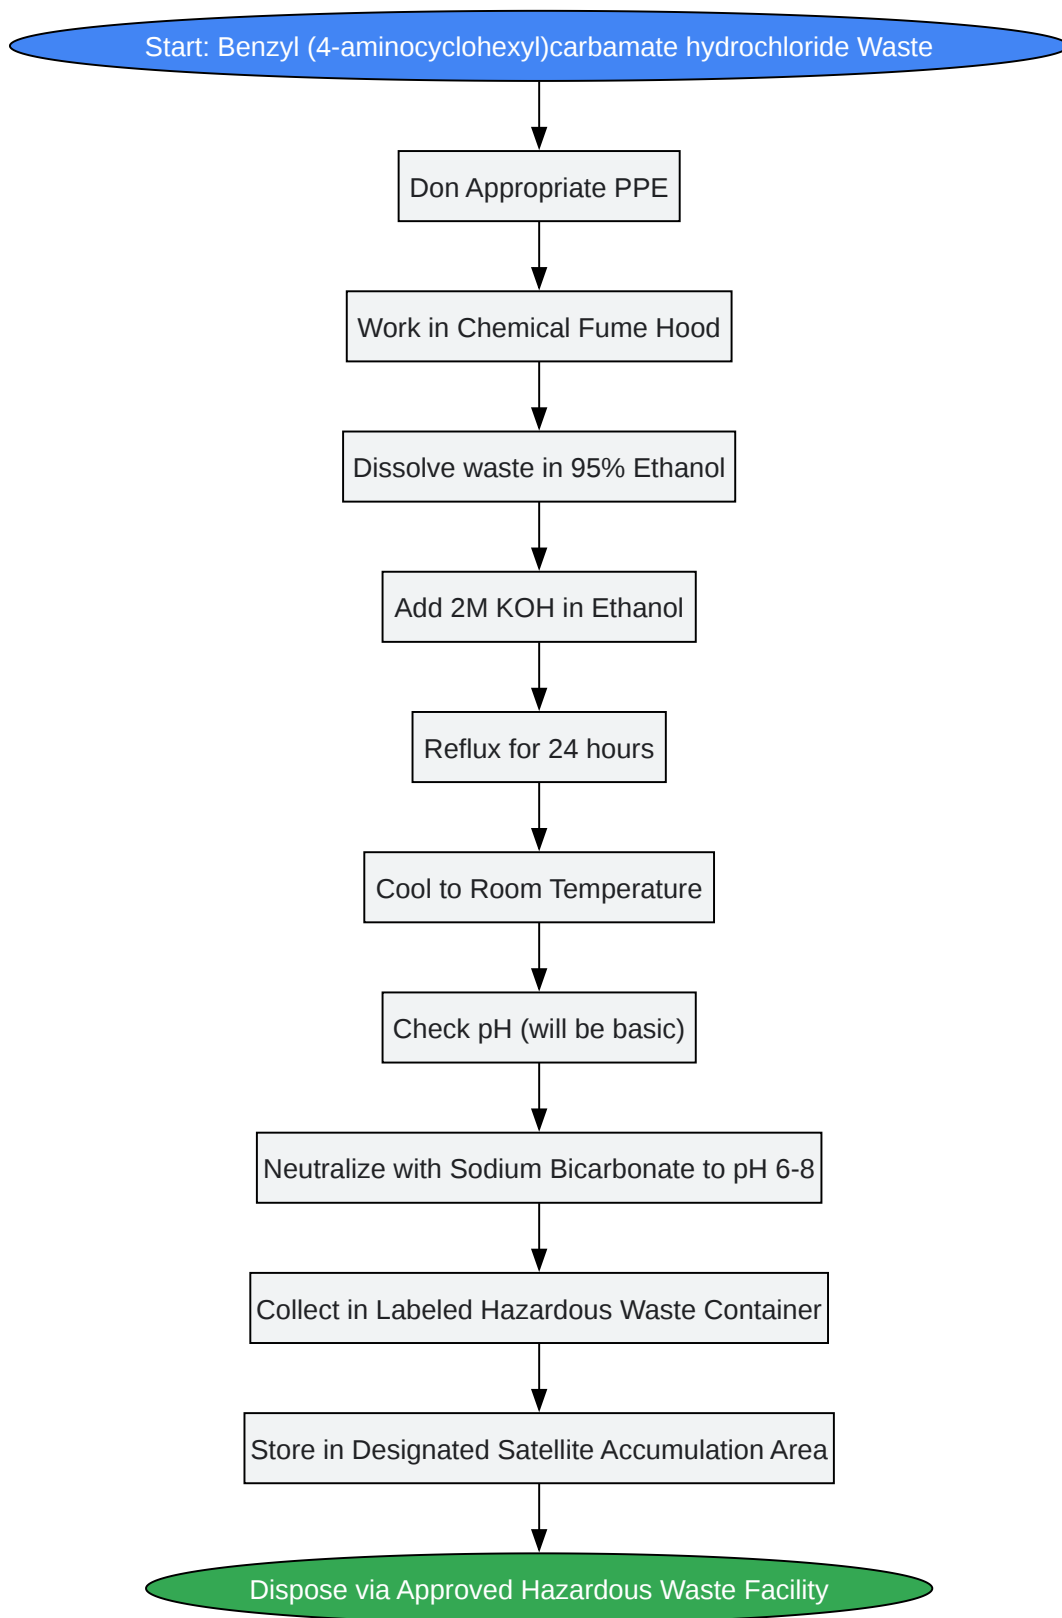 Start: Benzyl (4-aminocyclohexyl)carbamate hydrochloride Waste
Don Appropriate PPE
Work in Chemical Fume Hood
Dissolve waste in 95% Ethanol
Add 2M KOH in Ethanol
Reflux for 24 hours
Cool to Room Temperature
Check pH (will be basic)
Neutralize with Sodium Bicarbonate to pH 6-8
Collect in Labeled Hazardous Waste Container
Store in Designated Satellite Accumulation Area
Dispose via Approved Hazardous Waste Facility